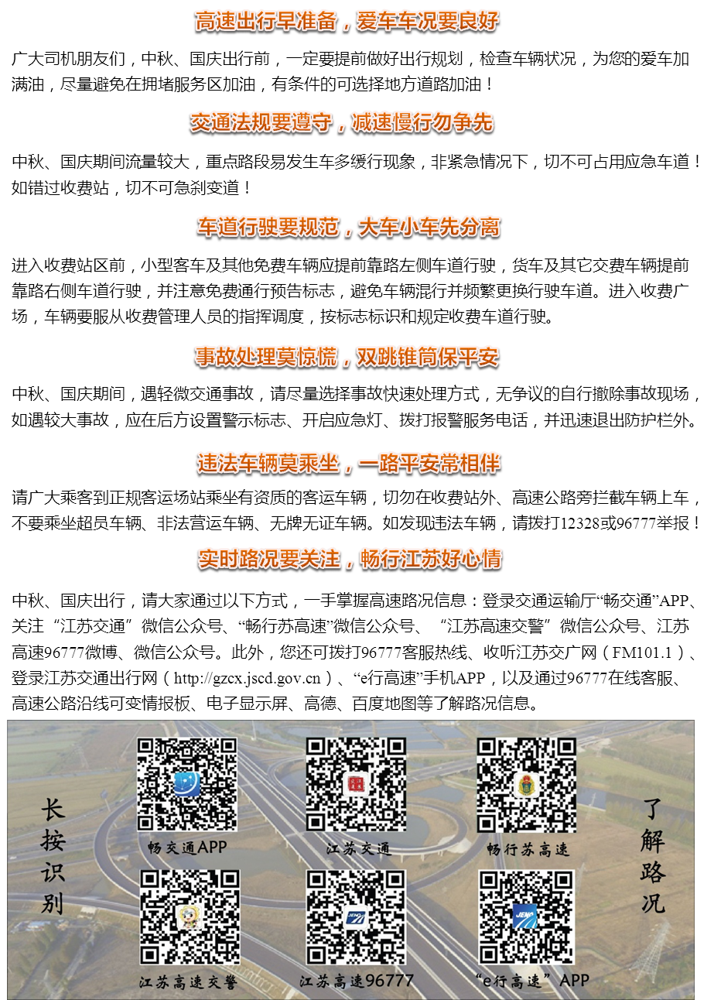 高速出行早准备，爱车车况要良好
广大司机朋友们，中秋、国庆出行前，一定要提前做好出行规划，检查车辆状况，为您的爱车加
满油，尽量避免在拥堵服务区加油，有条件的可选择地方道路加油！
交通法规要遵守，减速慢行勿争先
中秋、国庆期间流量较大，重点路段易发生车多缓行现象，非紧急情况下，切不可占用应急车道！
如错过收费站，切不可急刹变道！
车道行驶要规范，大车小车先分离
进入收费站区前，小型客车及其他免费车辆应提前靠路左侧车道行驶，货车及其它交费车辆提前
靠路右侧车道行驶，并注意免费通行预告标志，避免车辆混行并频繁更换行驶车道。进入收费广
场，车辆要服从收费管理人员的指挥调度，按标志标识和规定收费车道行驶。
事故处理莫惊慌，双跳锥筒保平安
中秋、国庆期间，遇轻微交通事故，请尽量选择事故快速处理方式，无争议的自行撤除事故现场，
如遇较大事故，应在后方设置警示标志、开启应急灯、拨打报警服务电话，并迅速退出防护栏外。
违法车辆莫乘坐，一路平安常相伴
请广大乘客到正规客运场站乘坐有资质的客运车辆，切勿在收费站外、高速公路旁拦截车辆上车，
不要乘坐超员车辆、非法营运车辆、无牌无证车辆。如发现违法车辆，请拨打12328或96777举报！
实时路况要关注，畅行江苏好心情
中秋、国庆出行，请大家通过以下方式，一手掌握高速路况信息：登录交通运输厅“畅交通”APP、
关注“江苏交通”微信公众号、“畅行苏高速”微信公众号、“江苏高速交警”微信公众号、江苏
高速96777微博、微信公众号。此外，您还可拨打96777客服热线、收听江苏交广网（FM101.1）、
登录江苏交通出行网（http://gzcx.jscd.gov.cn）、“e行高速”手机APP，以及通过96777在线客服、
高速公路沿线可变情报板、电子显示屏、高德、百度地图等了解路况信息。
长按识别
畅交通APP
江苏交通
畅行苏高速
了解路况
江苏高速交警
江苏高速96777
“e行高速”APP